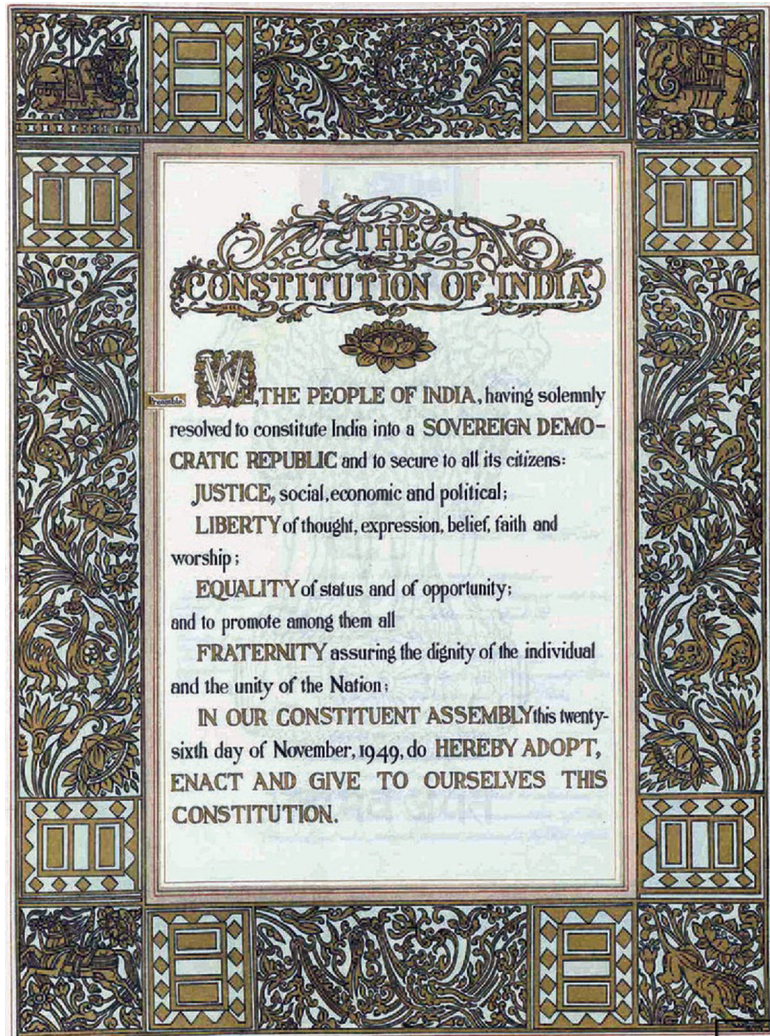 THE
CONSTITUTION OF INDIA
Preamble.
WE, THE PEOPLE OF INDIA, having solemnly
resolved to constitute India into a SOVEREIGN DEMO-
CRATIC REPUBLIC and to secure to all its citizens:
JUSTICE, social, economic and political;
LIBERTY of thought, expression, belief, faith and
worship;
EQUALITY of status and of opportunity;
and to promote among them all
FRATERNITY assuring the dignity of the individual
and the unity of the Nation;
IN OUR CONSTITUENT ASSEMBLY this twenty-
sixth day of November, 1949, do HEREBY ADOPT,
ENACT AND GIVE TO OURSELVES THIS
CONSTITUTION.